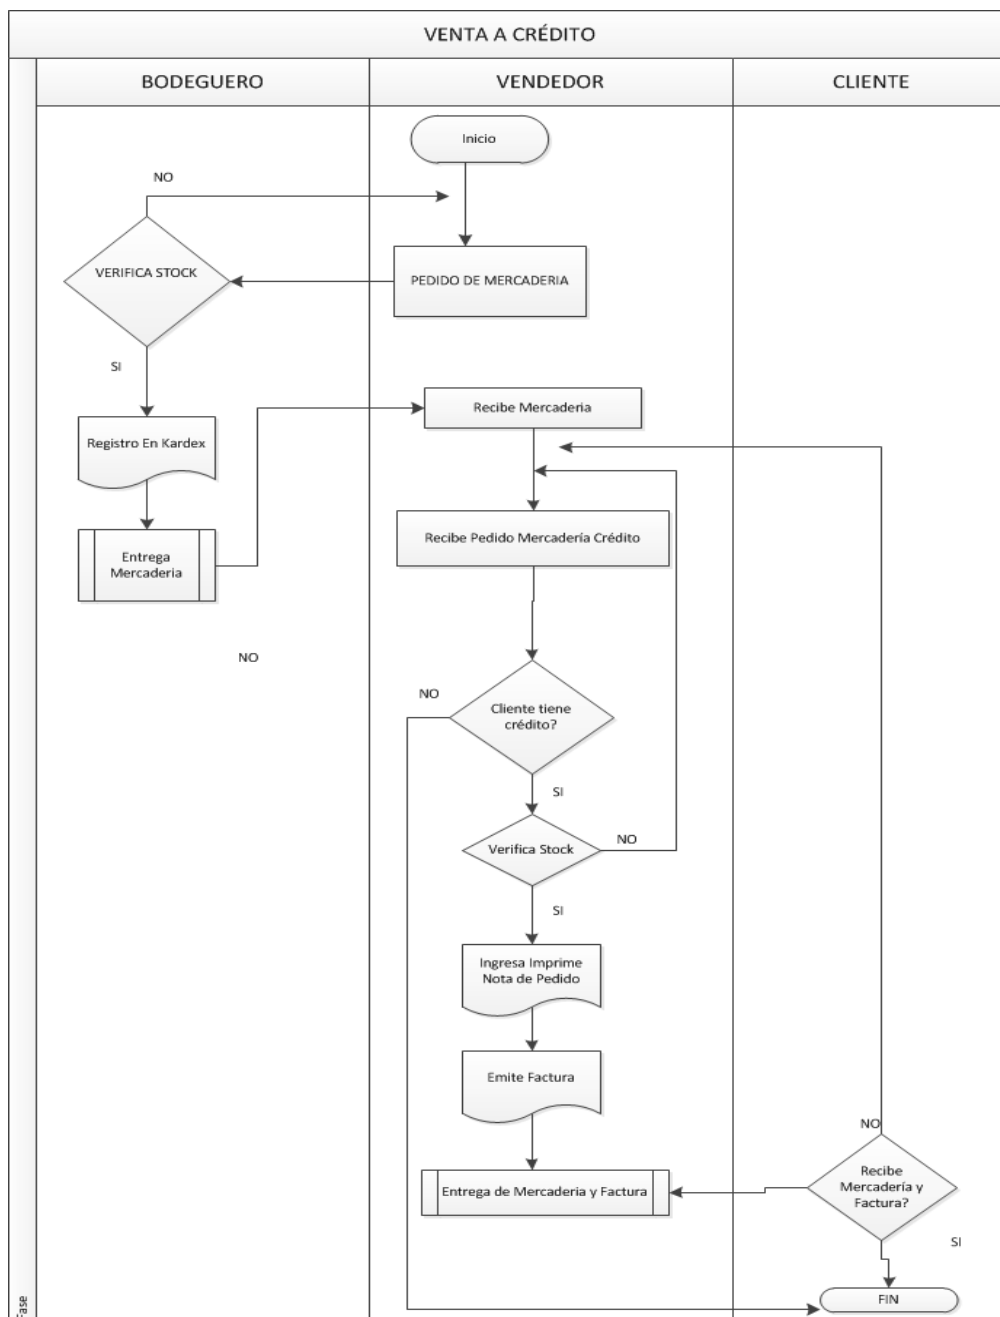 VENTA A CRÉDITO
BODEGUERO
VENDEDOR
CLIENTE
Inicio
NO
VERIFICA STOCK
PEDIDO DE MERCADERIA
SI
Recibe Mercaderia
Registro En Kardex
Recibe Pedido Mercadería Crédito
Entrega
Mercaderia
NO
NO
Cliente tiene
crédito?
SI
NO
Verifica Stock
SI
Ingresa Imprime
Nota de Pedido
Emite Factura
NO
Recibe
Mercadería y
Factura?
Entrega de Mercaderia y Factura
SI
FIN
Fase